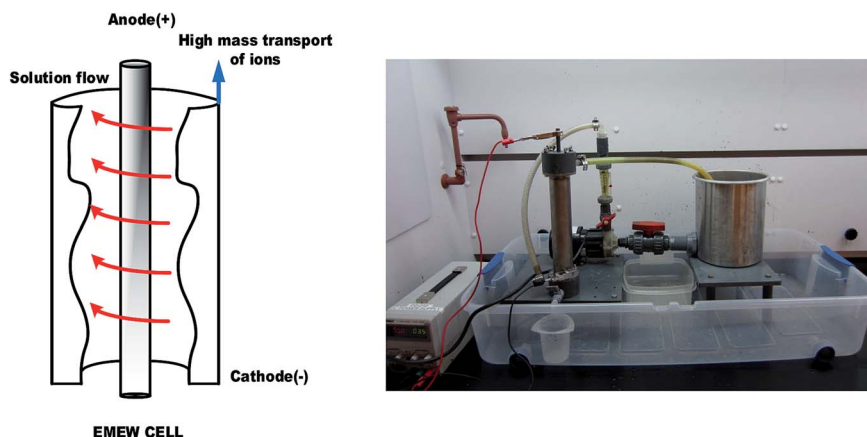 Anode(+)
High mass transport
of ions
Solution flow
Cathode(-)
EMEW CELL